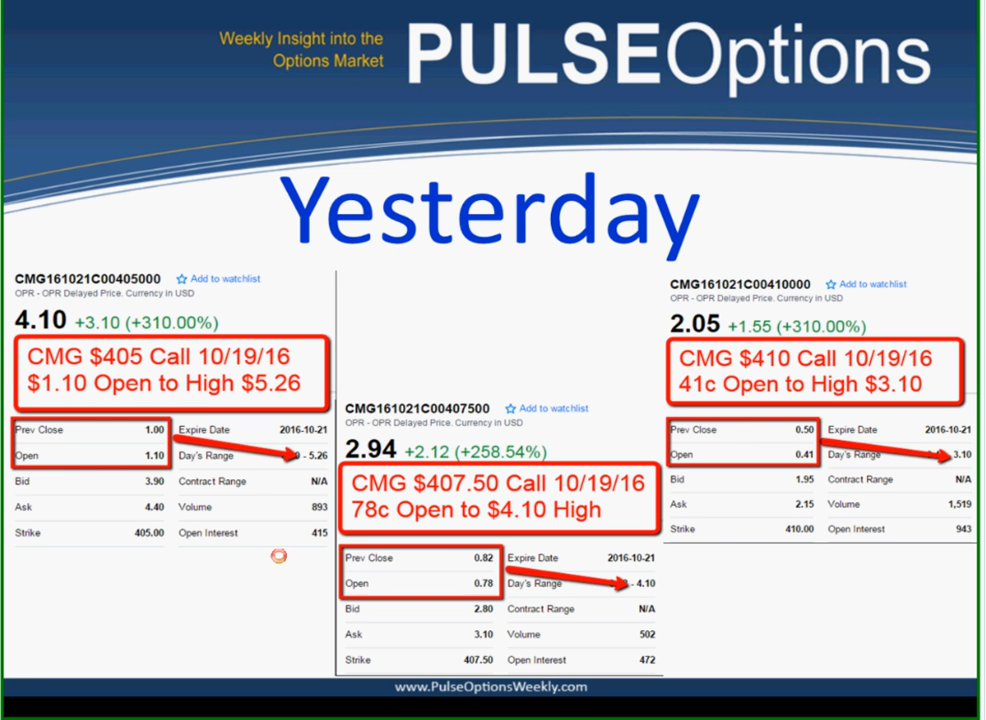 Weekly Insight into the
Options Market
PULSEOptions
Yesterday
CMG161021C00405000 Add to watchlist
OPR - OPR Delayed Price. Currency in USD
4.10 +3.10 (+310.00%)
CMG $405 Call 10/19/16
$1.10 Open to High $5.26
Prev Close 1.00 Expire Date 2016-10-21
Open 1.10 Day's Range - 5.26
Bid 3.90 Contract Range N/A
Ask 4.40 Volume 893
Strike 405.00 Open Interest 415
CMG161021C00407500 Add to watchlist
OPR - OPR Delayed Price. Currency in USD
2.94 +2.12 (+258.54%)
CMG $407.50 Call 10/19/16
78c Open to $4.10 High
Prev Close 0.82 Expire Date 2016-10-21
Open 0.78 Day's Range - 4.10
Bid 2.80 Contract Range N/A
Ask 3.10 Volume 502
Strike 407.50 Open Interest 472
CMG161021C00410000 Add to watchlist
OPR - OPR Delayed Price. Currency in USD
2.05 +1.55 (+310.00%)
CMG $410 Call 10/19/16
41c Open to High $3.10
Prev Close 0.50 Expire Date 2016-10-21
Open 0.41 Day's Range 3.10
Bid 1.95 Contract Range N/A
Ask 2.15 Volume 1,519
Strike 410.00 Open Interest 943
www.PulseOptionsWeekly.com